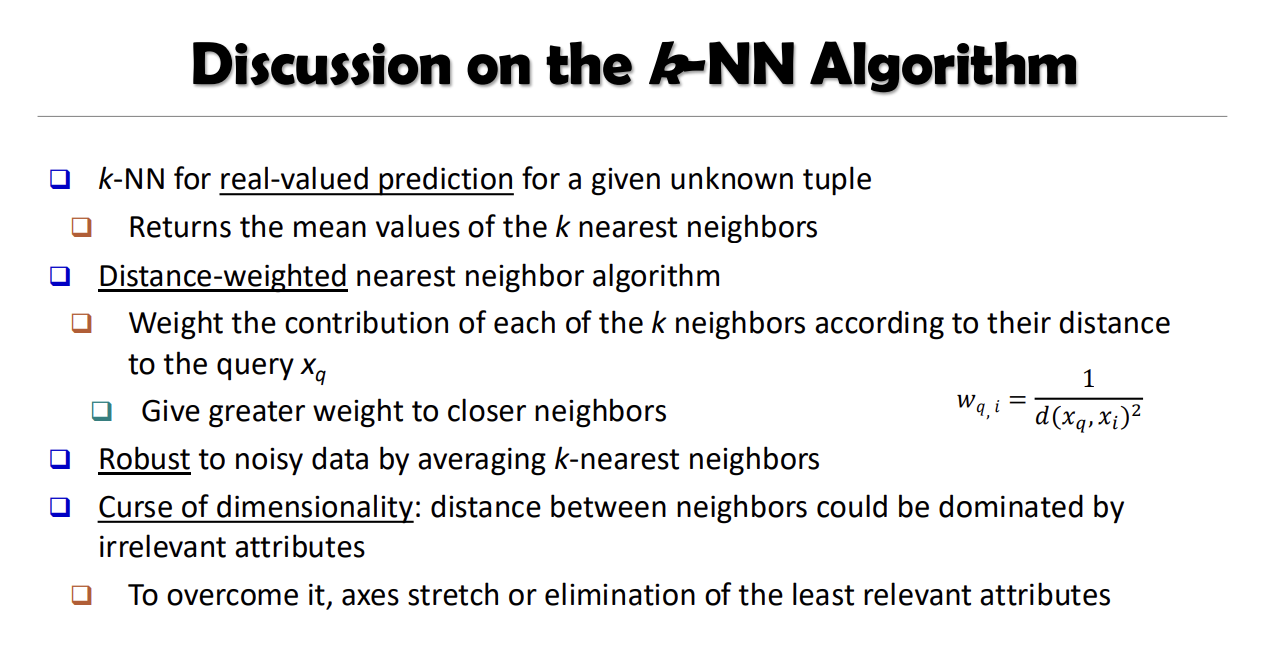 Discussion on the k-NN Algorithm
k-NN for real-valued prediction for a given unknown tuple
Returns the mean values of the k nearest neighbors
Distance-weighted nearest neighbor algorithm
Weight the contribution of each of the k neighbors according to their distance
to the query x_q
Give greater weight to closer neighbors
w_{q, i} = 1 / d(x_q, x_i)^2
Robust to noisy data by averaging k-nearest neighbors
Curse of dimensionality: distance between neighbors could be dominated by
irrelevant attributes
To overcome it, axes stretch or elimination of the least relevant attributes